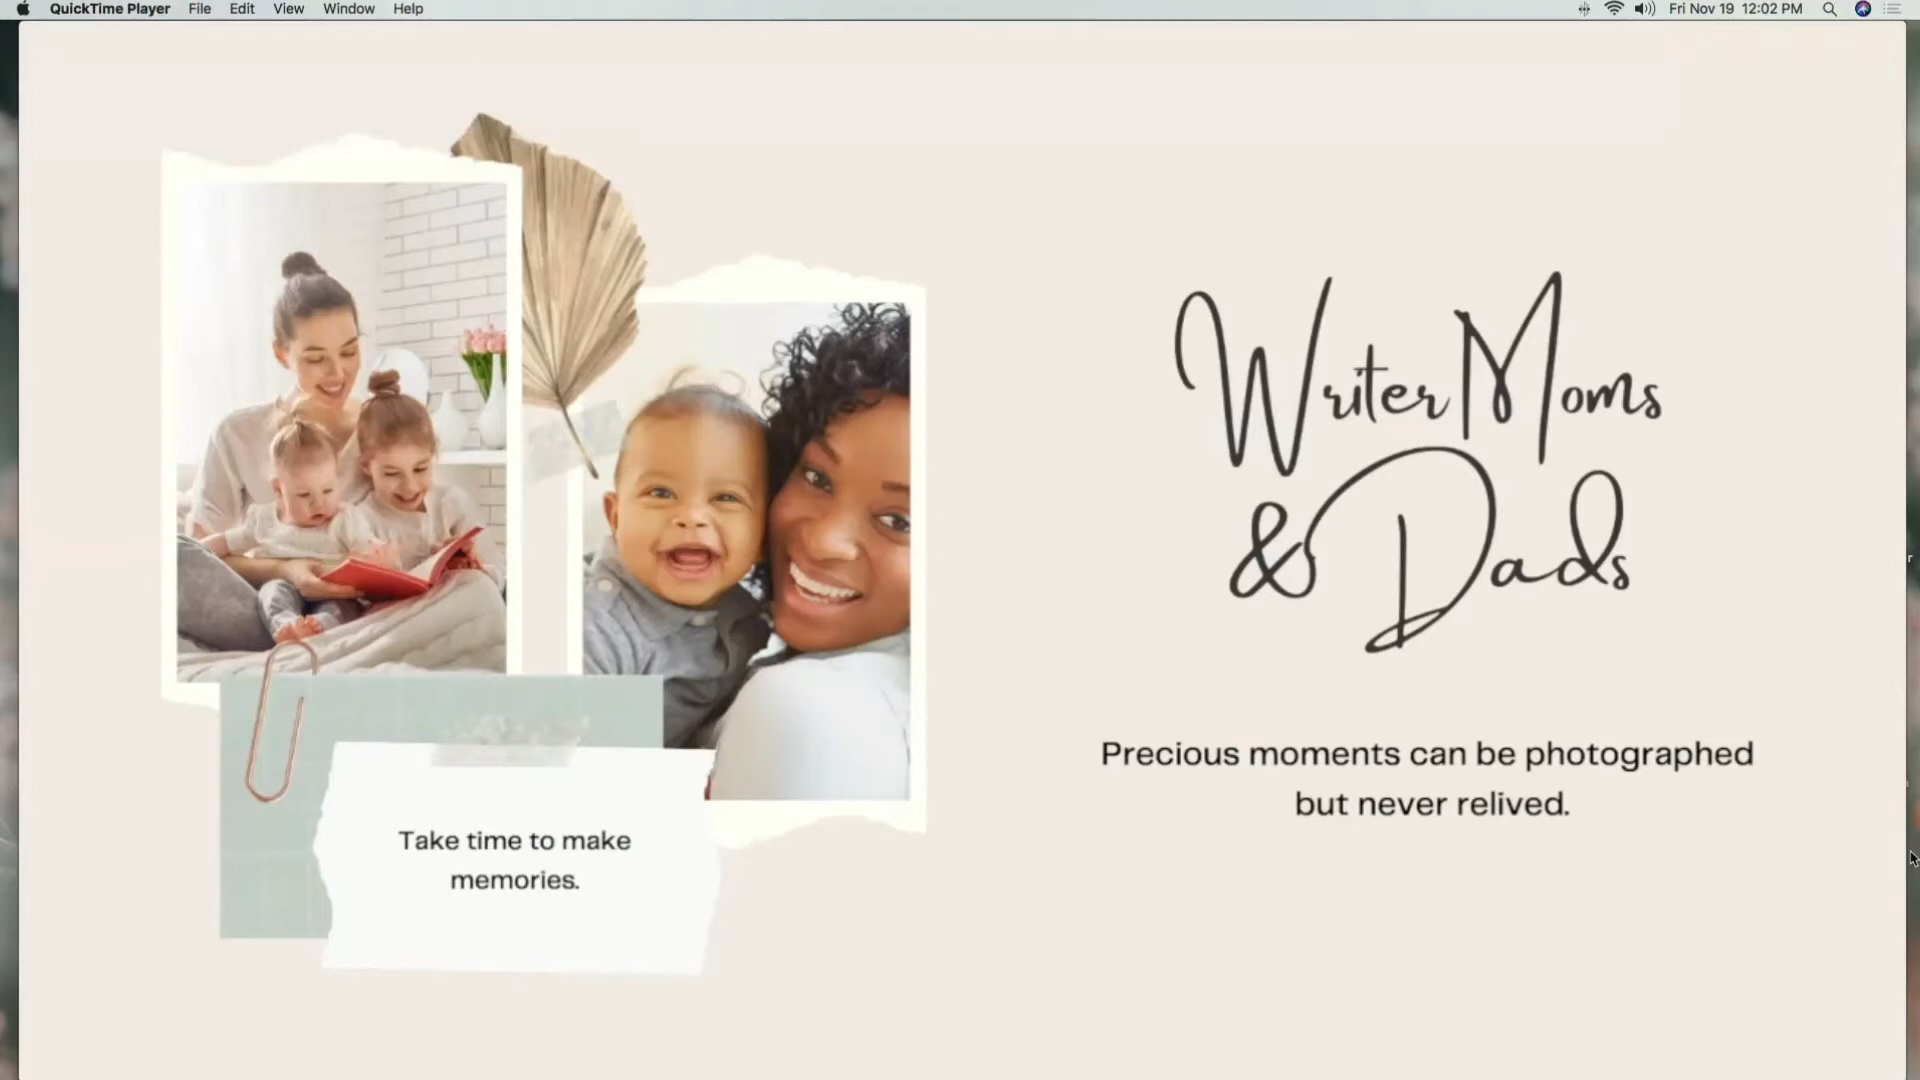 QuickTime Player File Edit View Window Help
Fri Nov 19 12:02 PM
Writer Moms
& Dads
Precious moments can be photographed
but never relived.
Take time to make
memories.